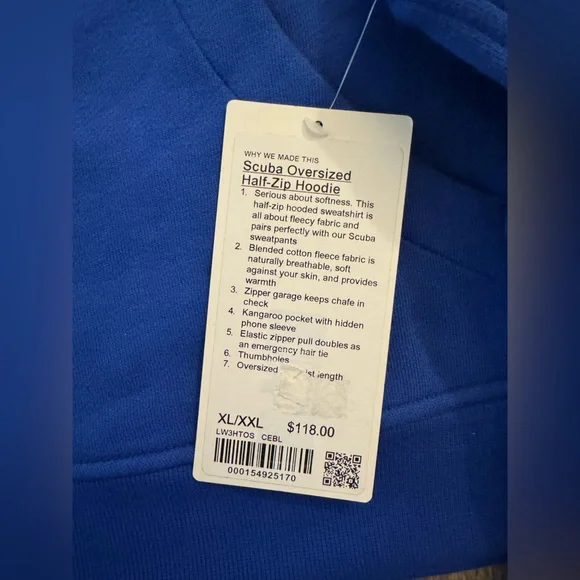 WHY WE MADE THIS
Scuba Oversized
Half-Zip Hoodie
1. Serious about softness. This
half-zip hooded sweatshirt is
all about fleecy fabric and
pairs perfectly with our Scuba
sweatpants
2. Blended cotton fleece fabric is
naturally breathable, soft
against your skin, and provides
warmth
3. Zipper garage keeps chafe in
check
4. Kangaroo pocket with hidden
phone sleeve
5. Elastic zipper pull doubles as
an emergency hair tie
6. Thumbholes
7. Oversized length
XL/XXL $118.00
LW3HTOS CEBL
000154925170